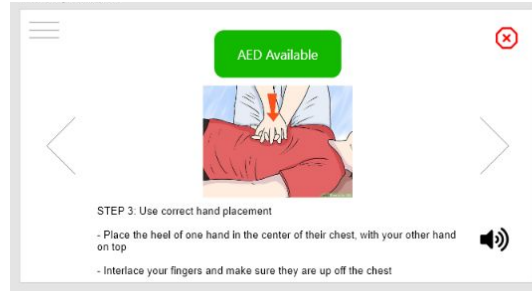 AED Available
STEP 3: Use correct hand placement
- Place the heel of one hand in the center of their chest, with your other hand
on top
- Interlace your fingers and make sure they are up off the chest